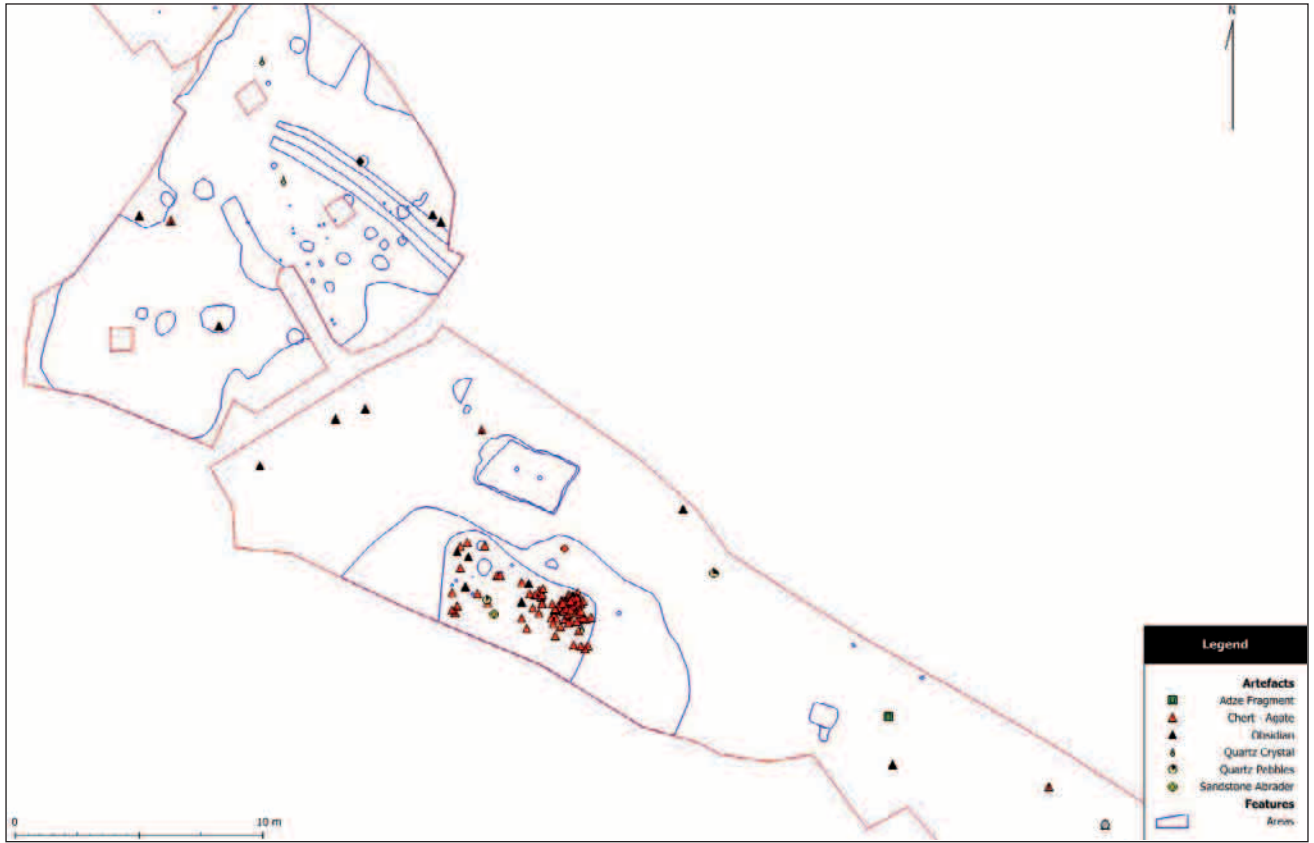 N
Legend
Artefacts
Adze Fragment
Chert - Agate
Obsidian
Quartz Crystal
Quartz Pebbles
Sandstone Abrader
Features
Areas
0 10 m